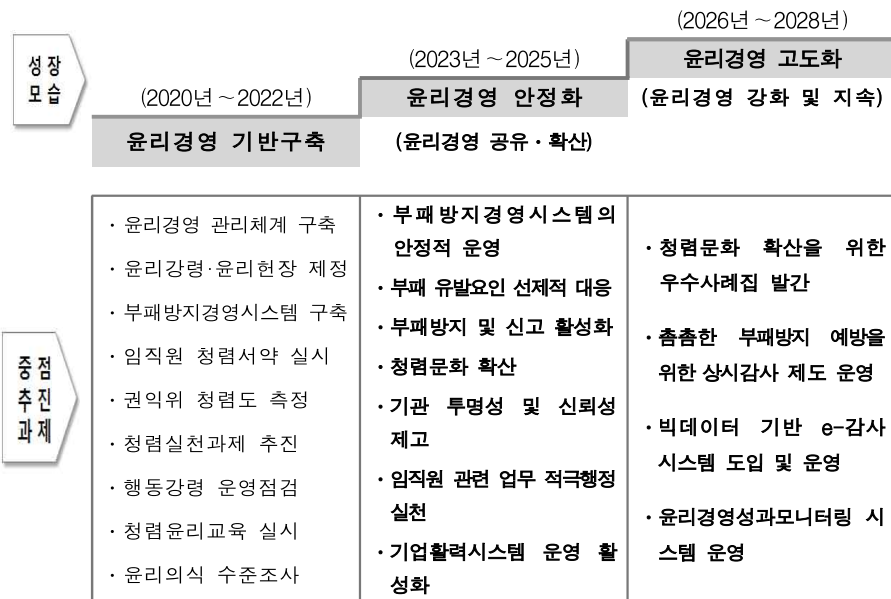 성장
모습
(2020년～2022년)
윤리경영 기반구축
(2023년～2025년)
윤리경영 안정화
(윤리경영 공유·확산)
(2026년～2028년)
윤리경영 고도화
(윤리경영 강화 및 지속)
중점
추진
과제
· 윤리경영 관리체계 구축
· 윤리강령·윤리헌장 제정
· 부패방지경영시스템 구축
· 임직원 청렴서약 실시
· 권익위 청렴도 측정
· 청렴실천과제 추진
· 행동강령 운영점검
· 청렴윤리교육 실시
· 윤리의식 수준조사
· 부패방지경영시스템의
안정적 운영
· 부패 유발요인 선제적 대응
· 부패방지 및 신고 활성화
· 청렴문화 확산
· 기관 투명성 및 신뢰성
제고
· 임직원 관련 업무 적극행정
실천
· 기업활력시스템 운영 활
성화
· 청렴문화 확산을 위한
우수사례집 발간
· 촘촘한 부패방지 예방을
위한 상시감사 제도 운영
· 빅데이터 기반 e-감사
시스템 도입 및 운영
· 윤리경영성과모니터링 시
스템 운영